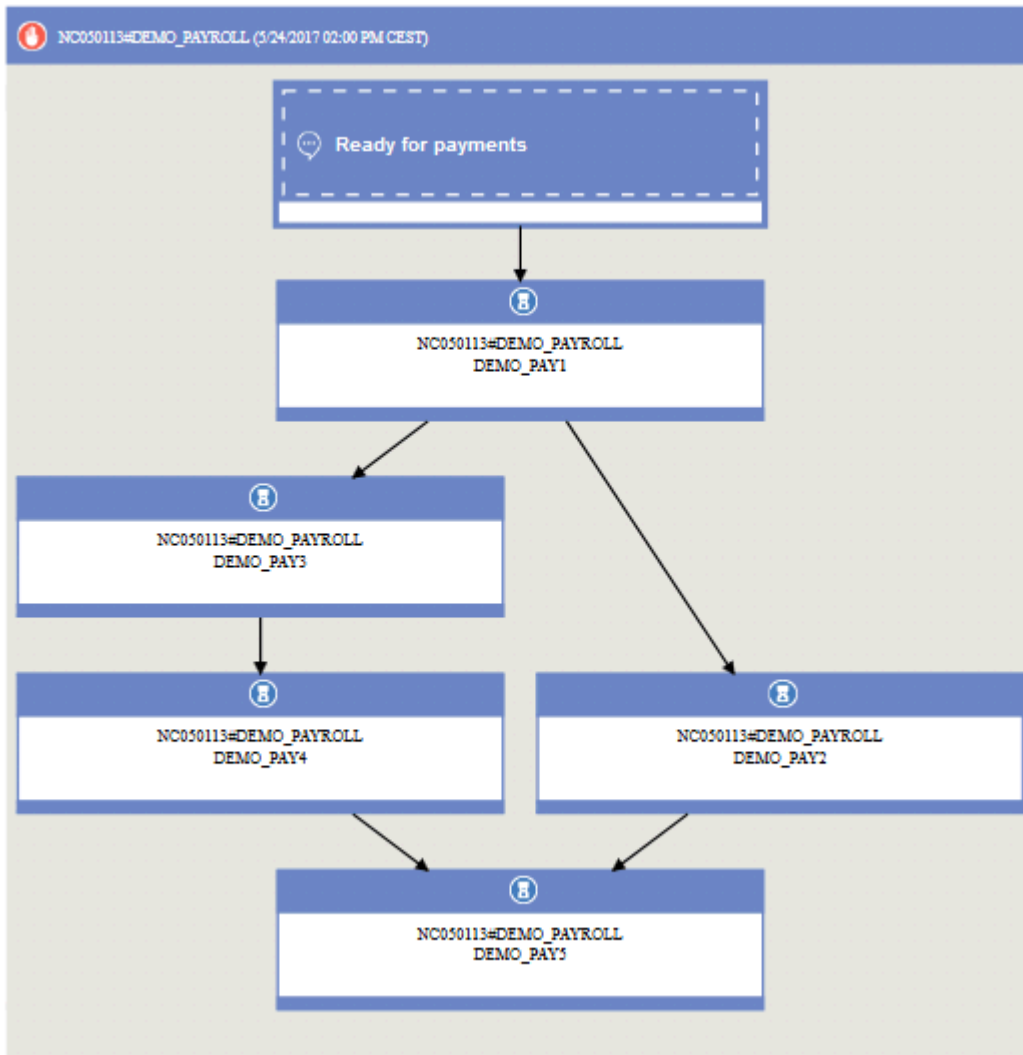 NC050113#DEMO_PAYROLL (5/24/2017 02:00 PM CEST)
Ready for payments
NC050113#DEMO_PAYROLL
DEMO_PAY1
NC050113#DEMO_PAYROLL
DEMO_PAY3
NC050113#DEMO_PAYROLL
DEMO_PAY4
NC050113#DEMO_PAYROLL
DEMO_PAY2
NC050113#DEMO_PAYROLL
DEMO_PAY5